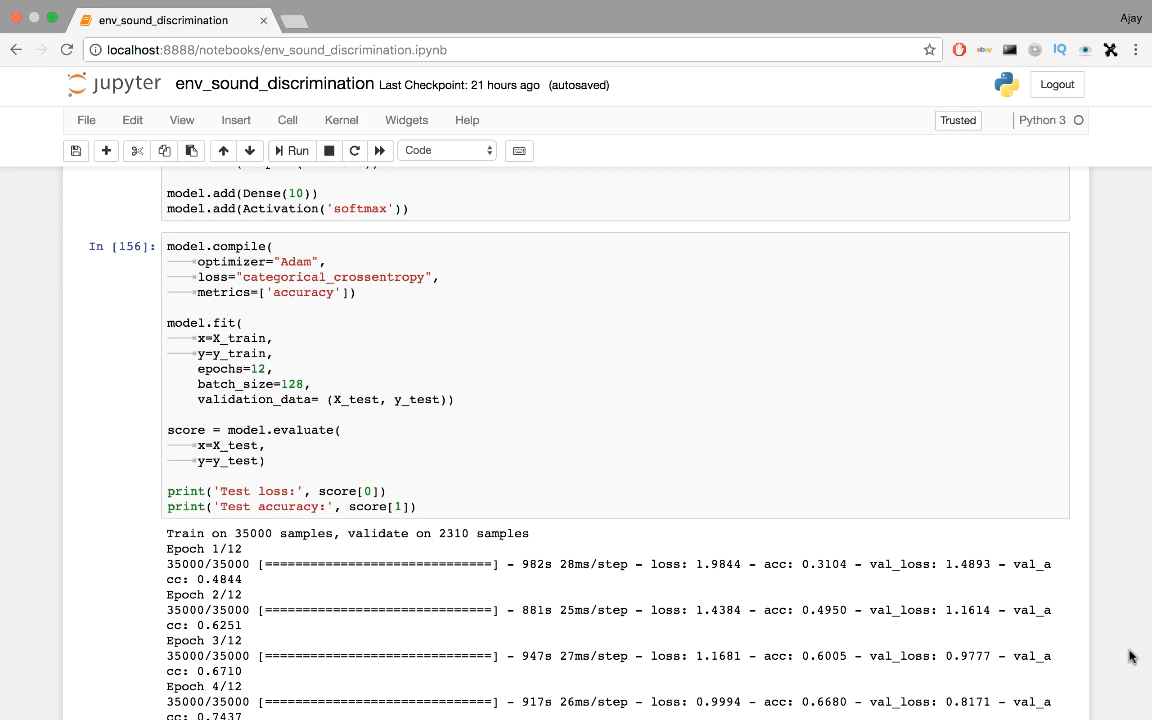 env_sound_discrimination
Ajay
localhost:8888/notebooks/env_sound_discrimination.ipynb
ebay
IQ
jupyter env_sound_discrimination Last Checkpoint: 21 hours ago (autosaved)
Logout
File Edit View Insert Cell Kernel Widgets Help
Trusted
Python 3
Run
Code
model.add(Dense(10))
model.add(Activation('softmax'))
In [156]:
model.compile(
optimizer="Adam",
loss="categorical_crossentropy",
metrics=['accuracy'])
model.fit(
x=X_train,
y=y_train,
epochs=12,
batch_size=128,
validation_data= (X_test, y_test))
score = model.evaluate(
x=X_test,
y=y_test)
print('Test loss:', score[0])
print('Test accuracy:', score[1])
Train on 35000 samples, validate on 2310 samples
Epoch 1/12
35000/35000 [==============================] - 982s 28ms/step - loss: 1.9844 - acc: 0.3104 - val_loss: 1.4893 - val_a
cc: 0.4844
Epoch 2/12
35000/35000 [==============================] - 881s 25ms/step - loss: 1.4384 - acc: 0.4950 - val_loss: 1.1614 - val_a
cc: 0.6251
Epoch 3/12
35000/35000 [==============================] - 947s 27ms/step - loss: 1.1681 - acc: 0.6005 - val_loss: 0.9777 - val_a
cc: 0.6710
Epoch 4/12
35000/35000 [==============================] - 917s 26ms/step - loss: 0.9994 - acc: 0.6680 - val_loss: 0.8171 - val_a
cc: 0.7437